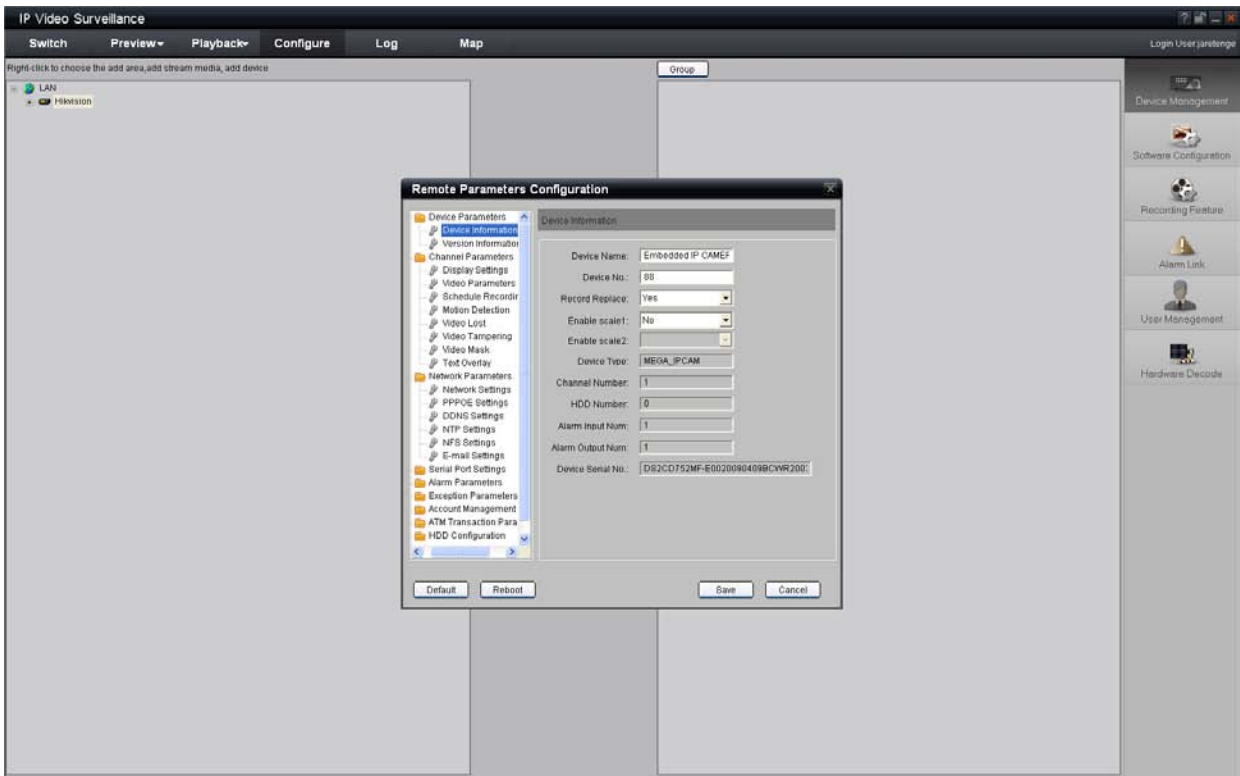 IP Video Surveillance
Switch Preview Playback Configure Log Map
Login User:jaretenge
Right-click to choose the add area,add stream media, add device
Group
LAN
Hikvision
Device Management
Software Configuration
Recording Feature
Alarm Link
User Management
Hardware Decode
Remote Parameters Configuration
Device Parameters
Device Information
Version Information
Channel Parameters
Display Settings
Video Parameters
Schedule Recordin
Motion Detection
Video Lost
Video Tampering
Video Mask
Text Overlay
Network Parameters
Network Settings
PPPOE Settings
DDNS Settings
NTP Settings
NFS Settings
E-mail Settings
Serial Port Settings
Alarm Parameters
Exception Parameters
Account Management
ATM Transaction Para
HDD Configuration
Device Information
Device Name: Embedded IP CAMER
Device No.: 88
Record Replace: Yes
Enable scale1: No
Enable scale2:
Device Type: MEGA_IPCAM
Channel Number: 1
HDD Number: 0
Alarm Input Num: 1
Alarm Output Num: 1
Device Serial No.:
Default Reboot Save Cancel